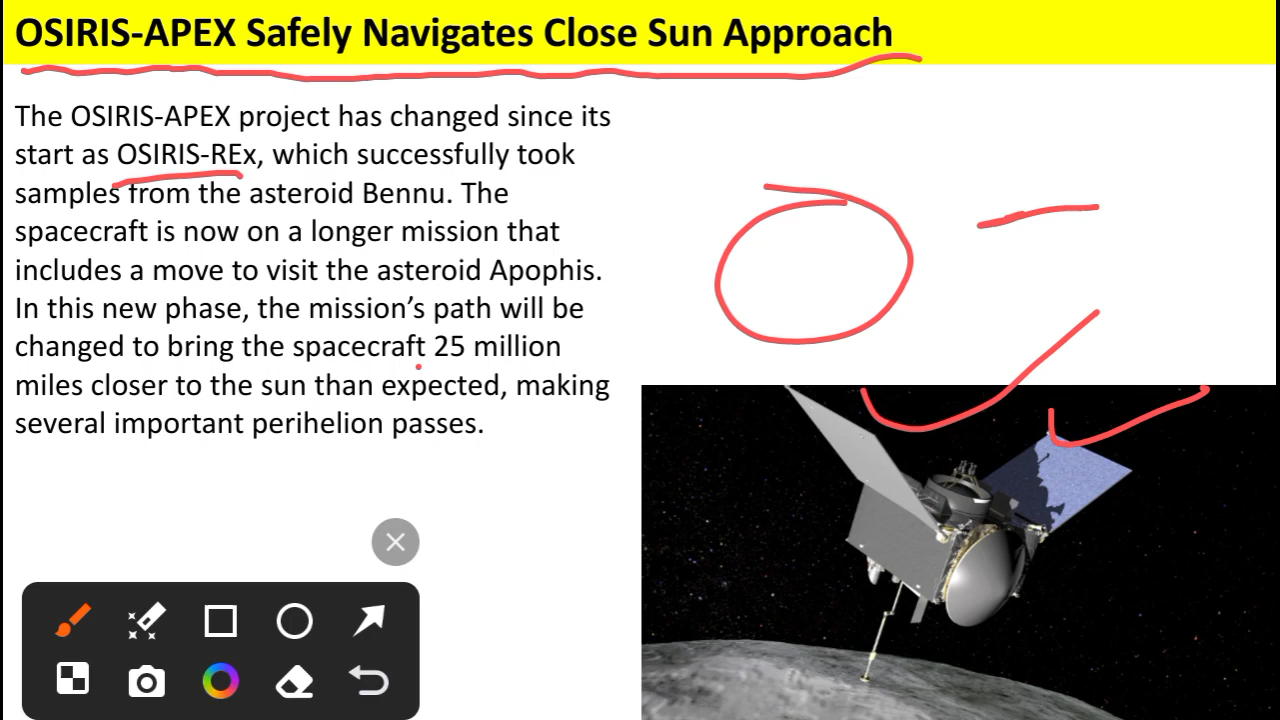 OSIRIS-APEX Safely Navigates Close Sun Approach
The OSIRIS-APEX project has changed since its
start as OSIRIS-REx, which successfully took
samples from the asteroid Bennu. The
spacecraft is now on a longer mission that
includes a move to visit the asteroid Apophis.
In this new phase, the mission’s path will be
changed to bring the spacecraft 25 million
miles closer to the sun than expected, making
several important perihelion passes.